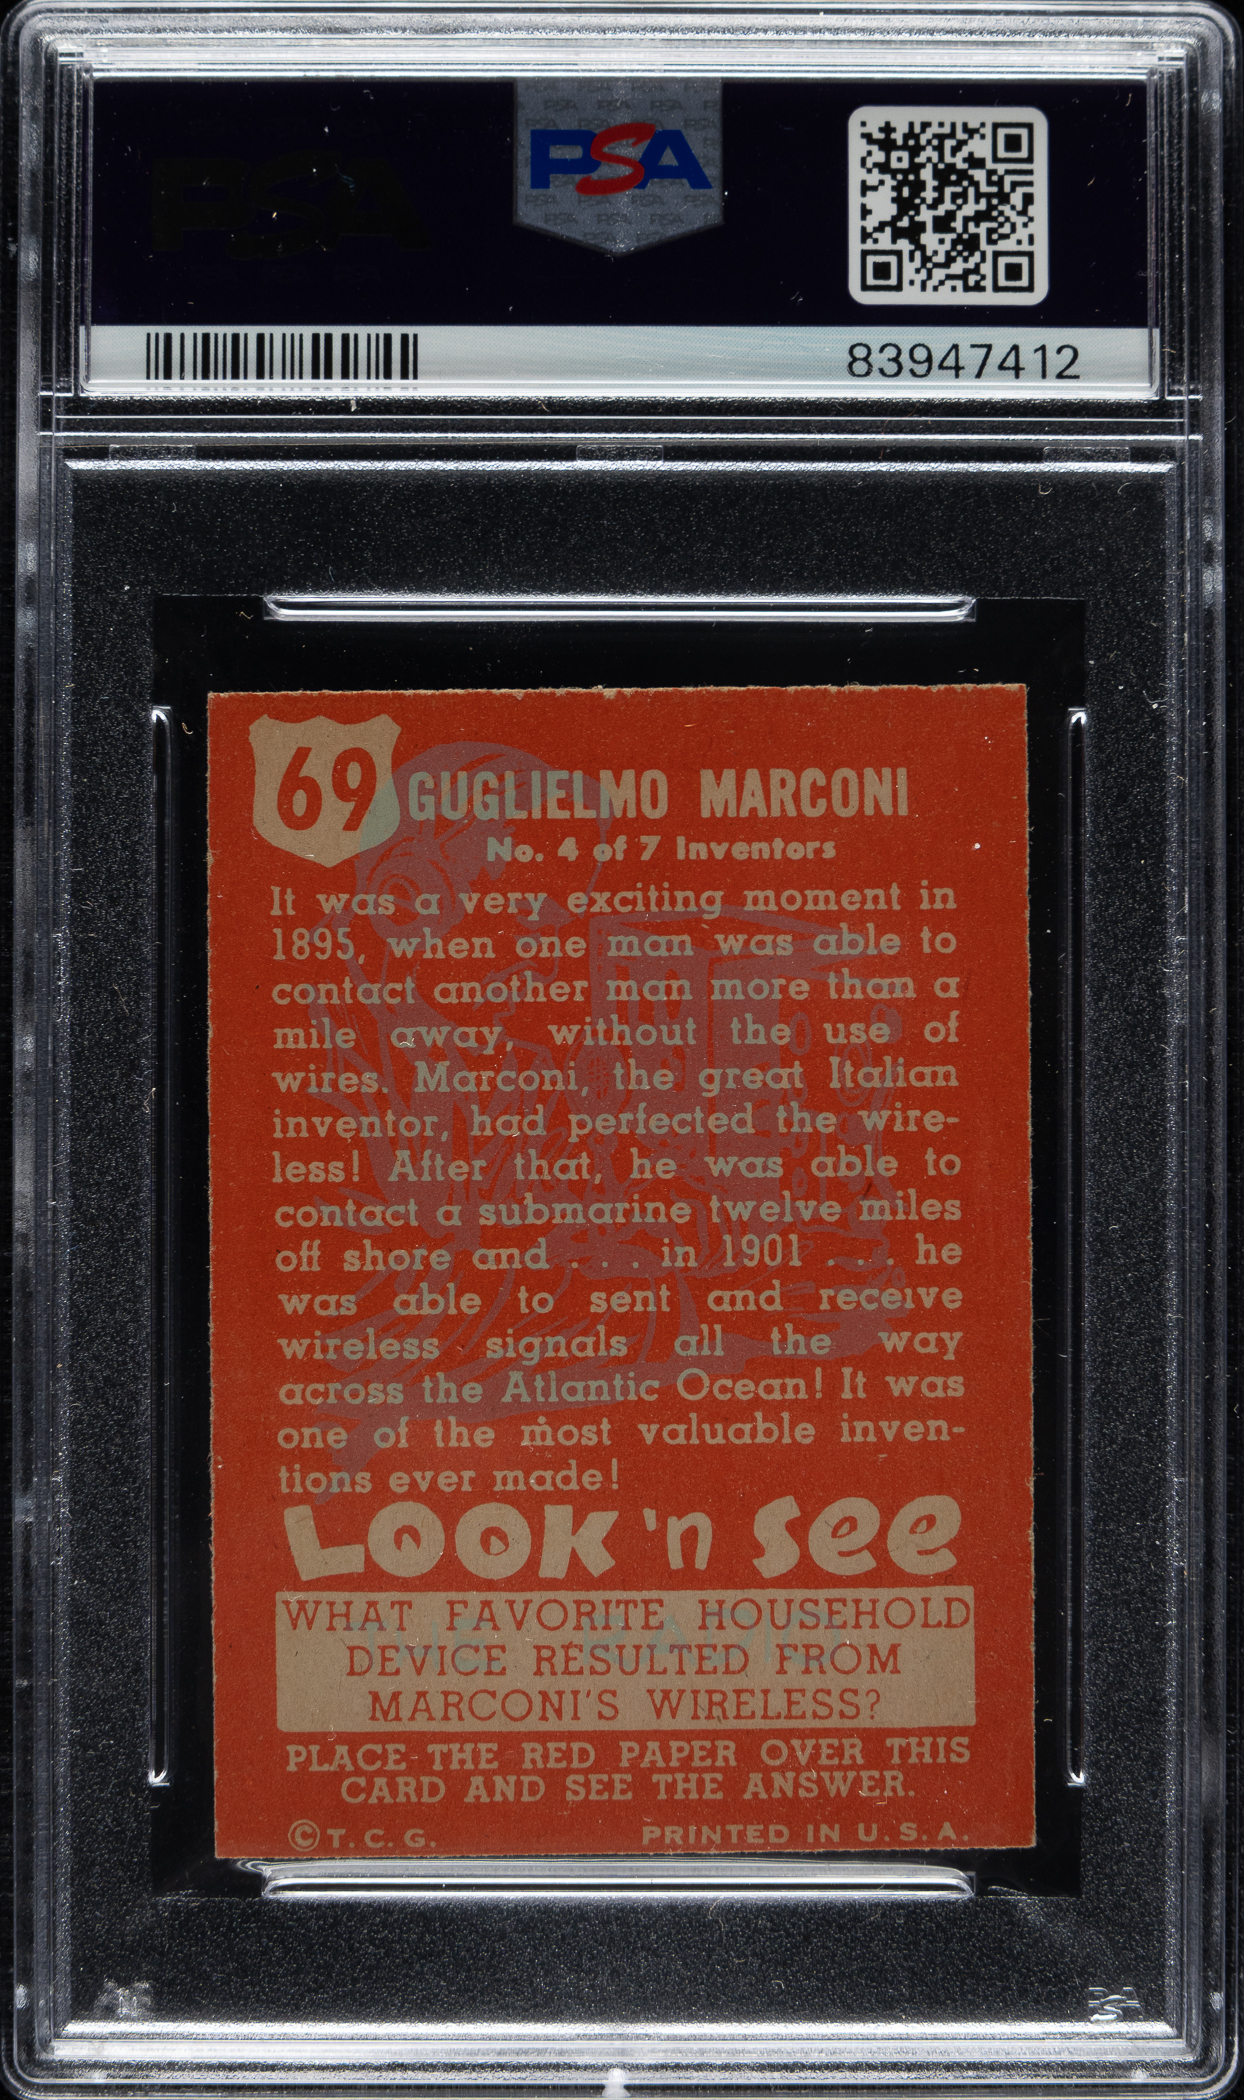 PSA
83947412
69
GUGLIELMO MARCONI
No. 4 of 7 Inventors
It was a very exciting moment in
1895, when one man was able to
contact another man more than a
mile away, without the use of
wires. Marconi, the great Italian
inventor, had perfected the wire-
less! After that, he was able to
contact a submarine twelve miles
off shore and . . . in 1901 . . . he
was able to sent and receive
wireless signals all the way
across the Atlantic Ocean! It was
one of the most valuable inven-
tions ever made!
LOOK 'n See
WHAT FAVORITE HOUSEHOLD
DEVICE RESULTED FROM
MARCONI'S WIRELESS?
PLACE THE RED PAPER OVER THIS
CARD AND SEE THE ANSWER.
© T. C. G. PRINTED IN U. S. A.